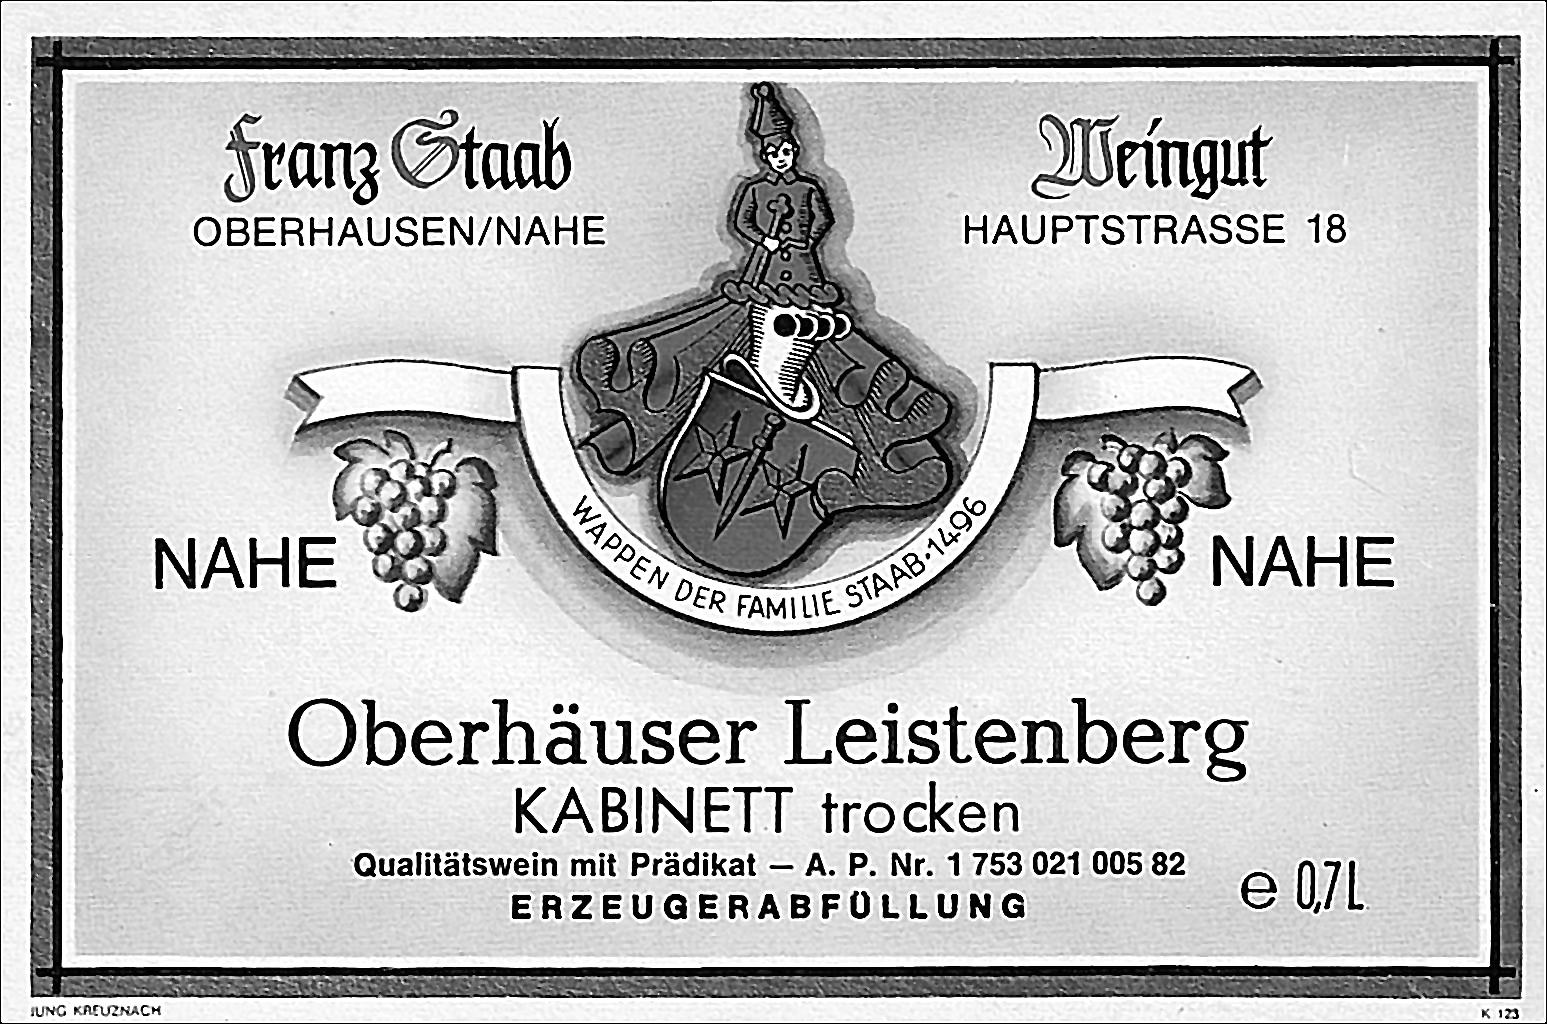 Franz Staab
OBERHAUSEN/NAHE
Weingut
HAUPTSTRASSE 18
WAPPEN DER FAMILIE STAAB·1496
NAHE
NAHE
Oberhäuser Leistenberg
KABINETT trocken
Qualitätswein mit Prädikat — A. P. Nr. 1 753 021 005 82
ERZEUGERABFÜLLUNG
e 0,7L
JUNG KREUZNACH
K 123